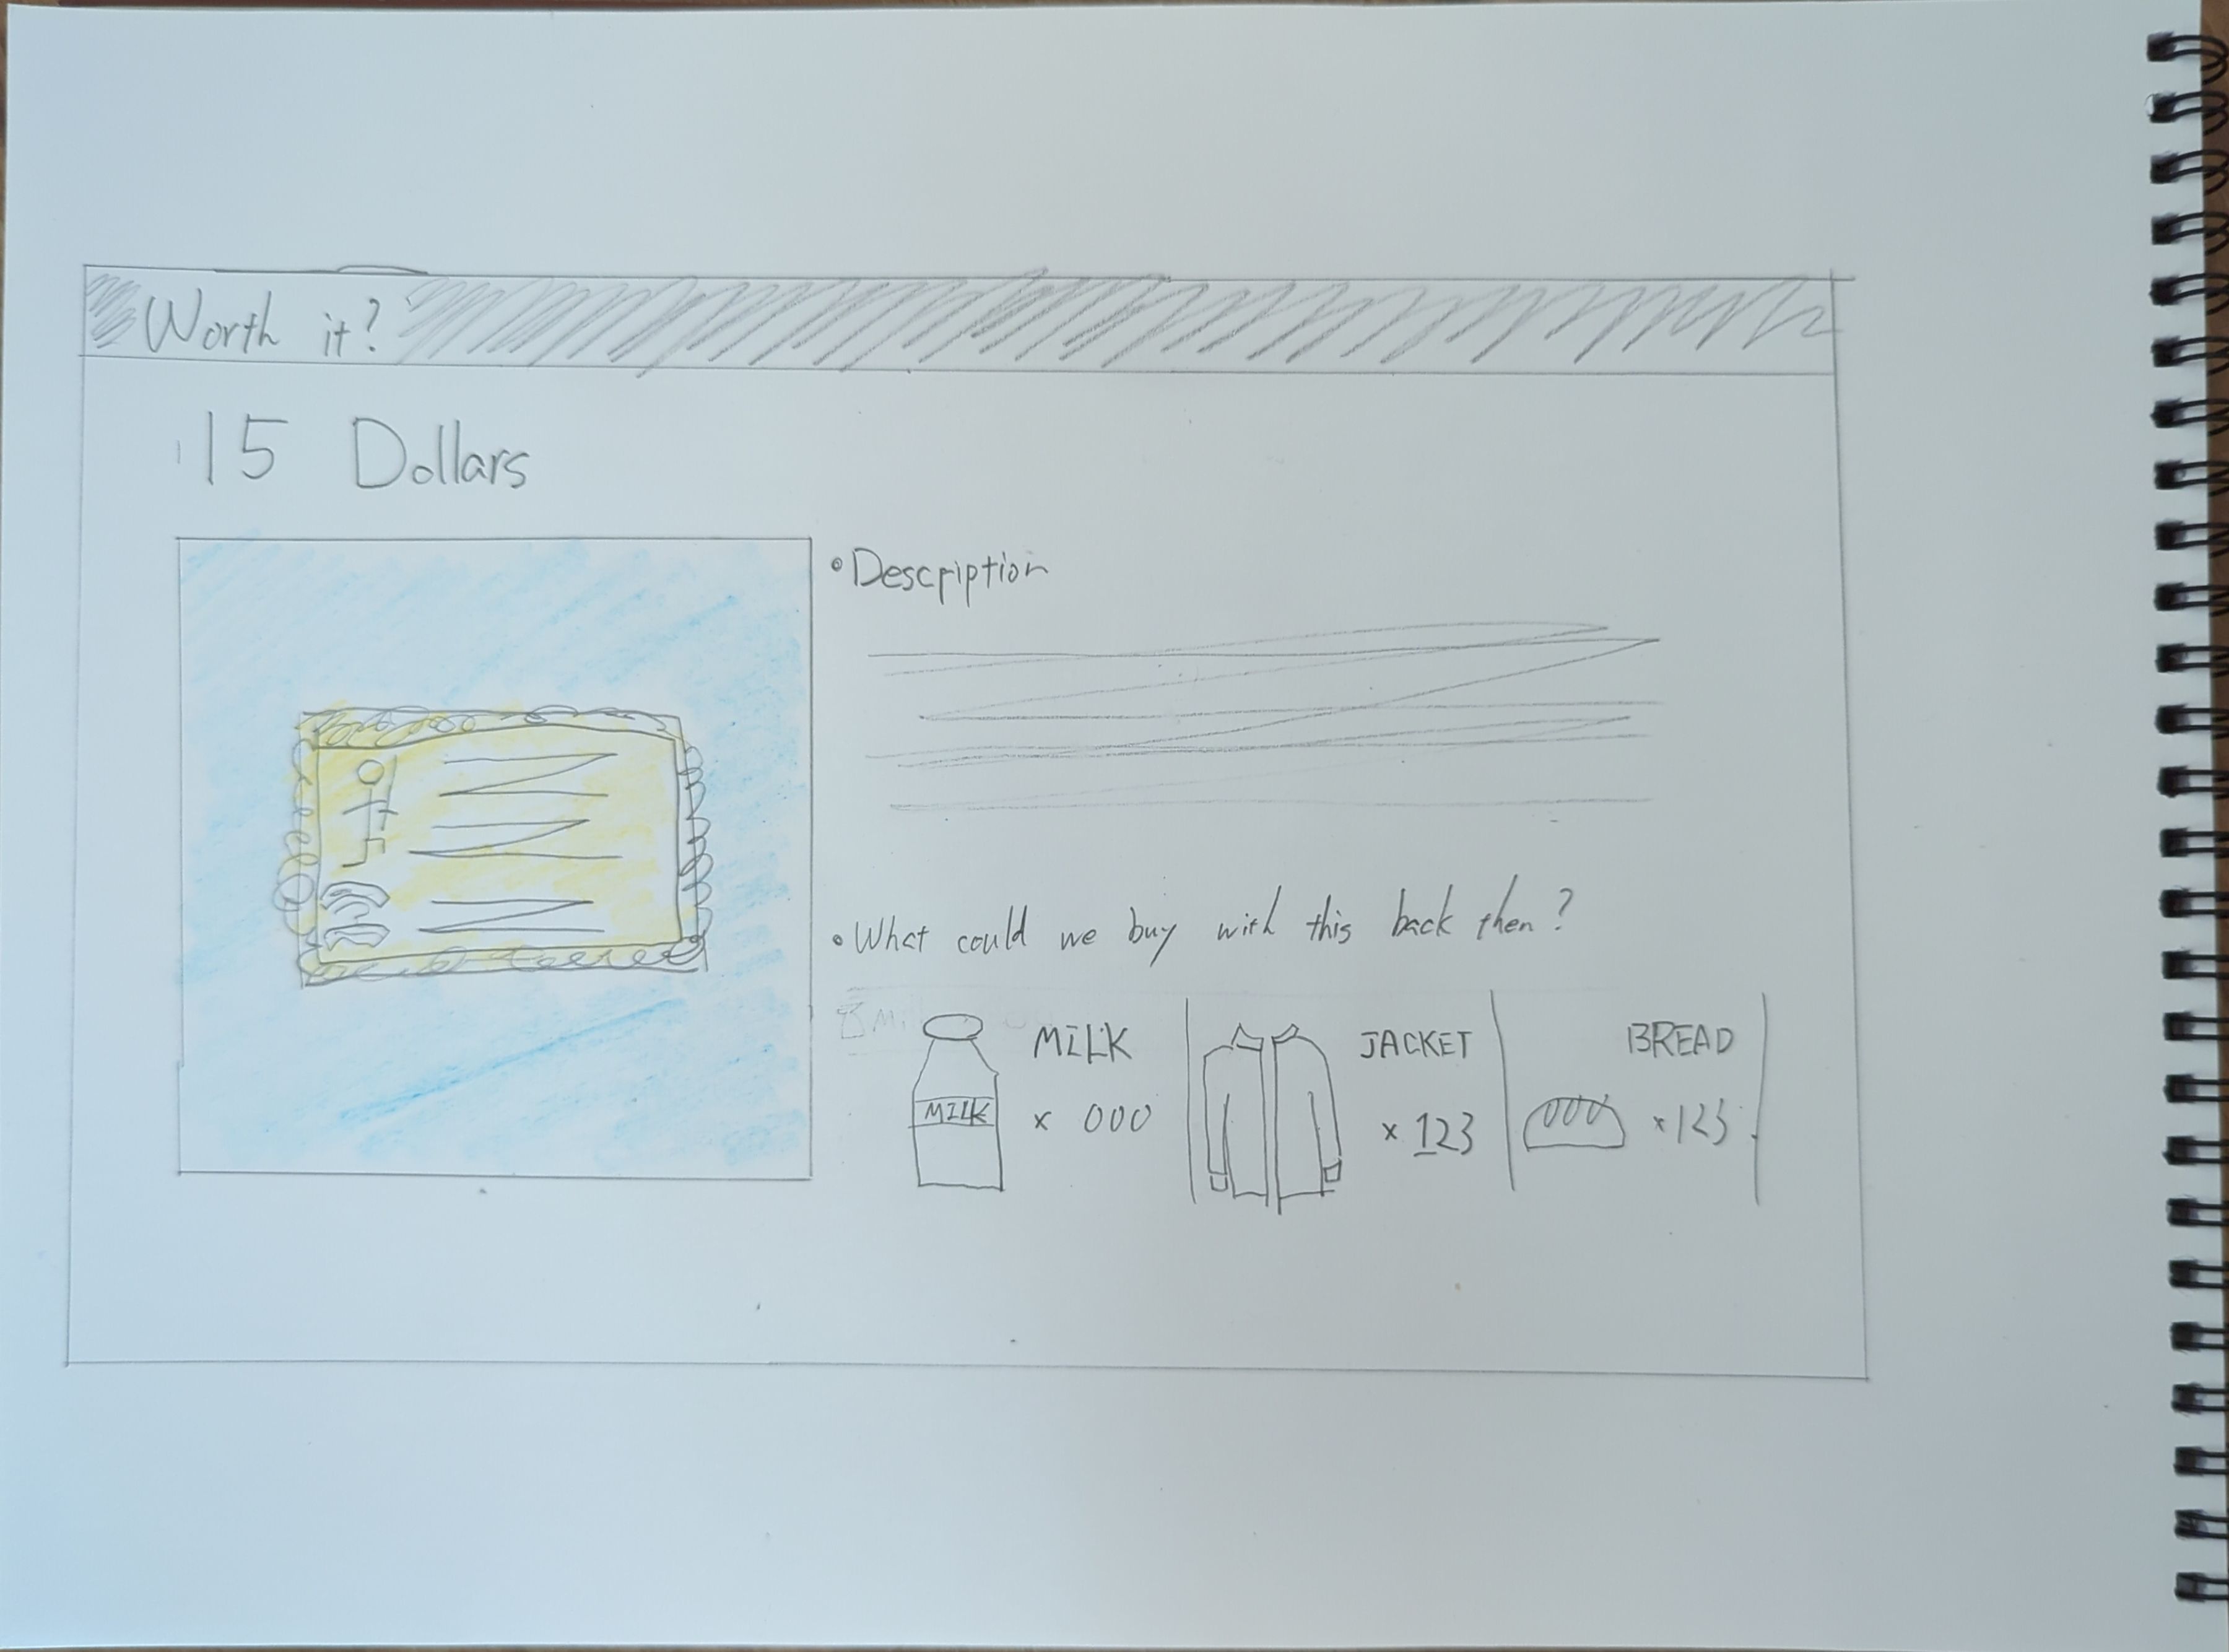 Worth it?
15 Dollars
Description
What could we buy with this back then?
MILK
MILK
x 000
JACKET
x 123
BREAD
x 123